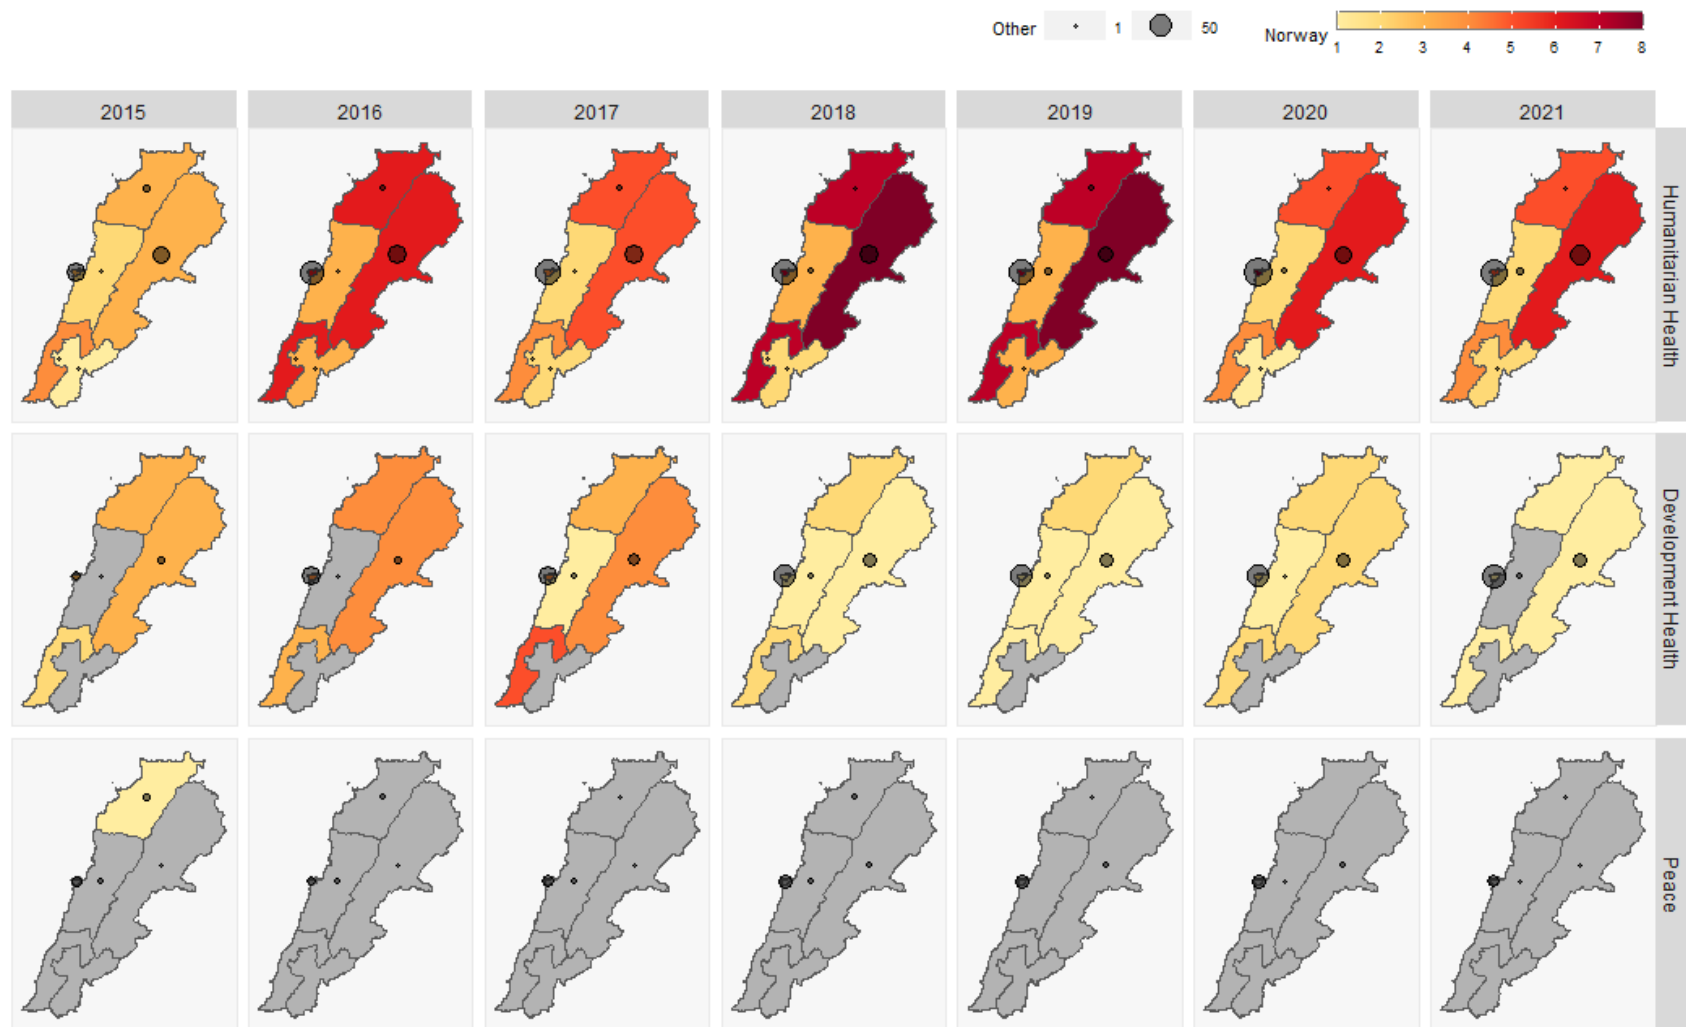 Other 1 50 Norway
1 2 3 4 5 6 7 8
2015 2016 2017 2018 2019 2020 2021
Humanitarian Health
Development Health
Peace